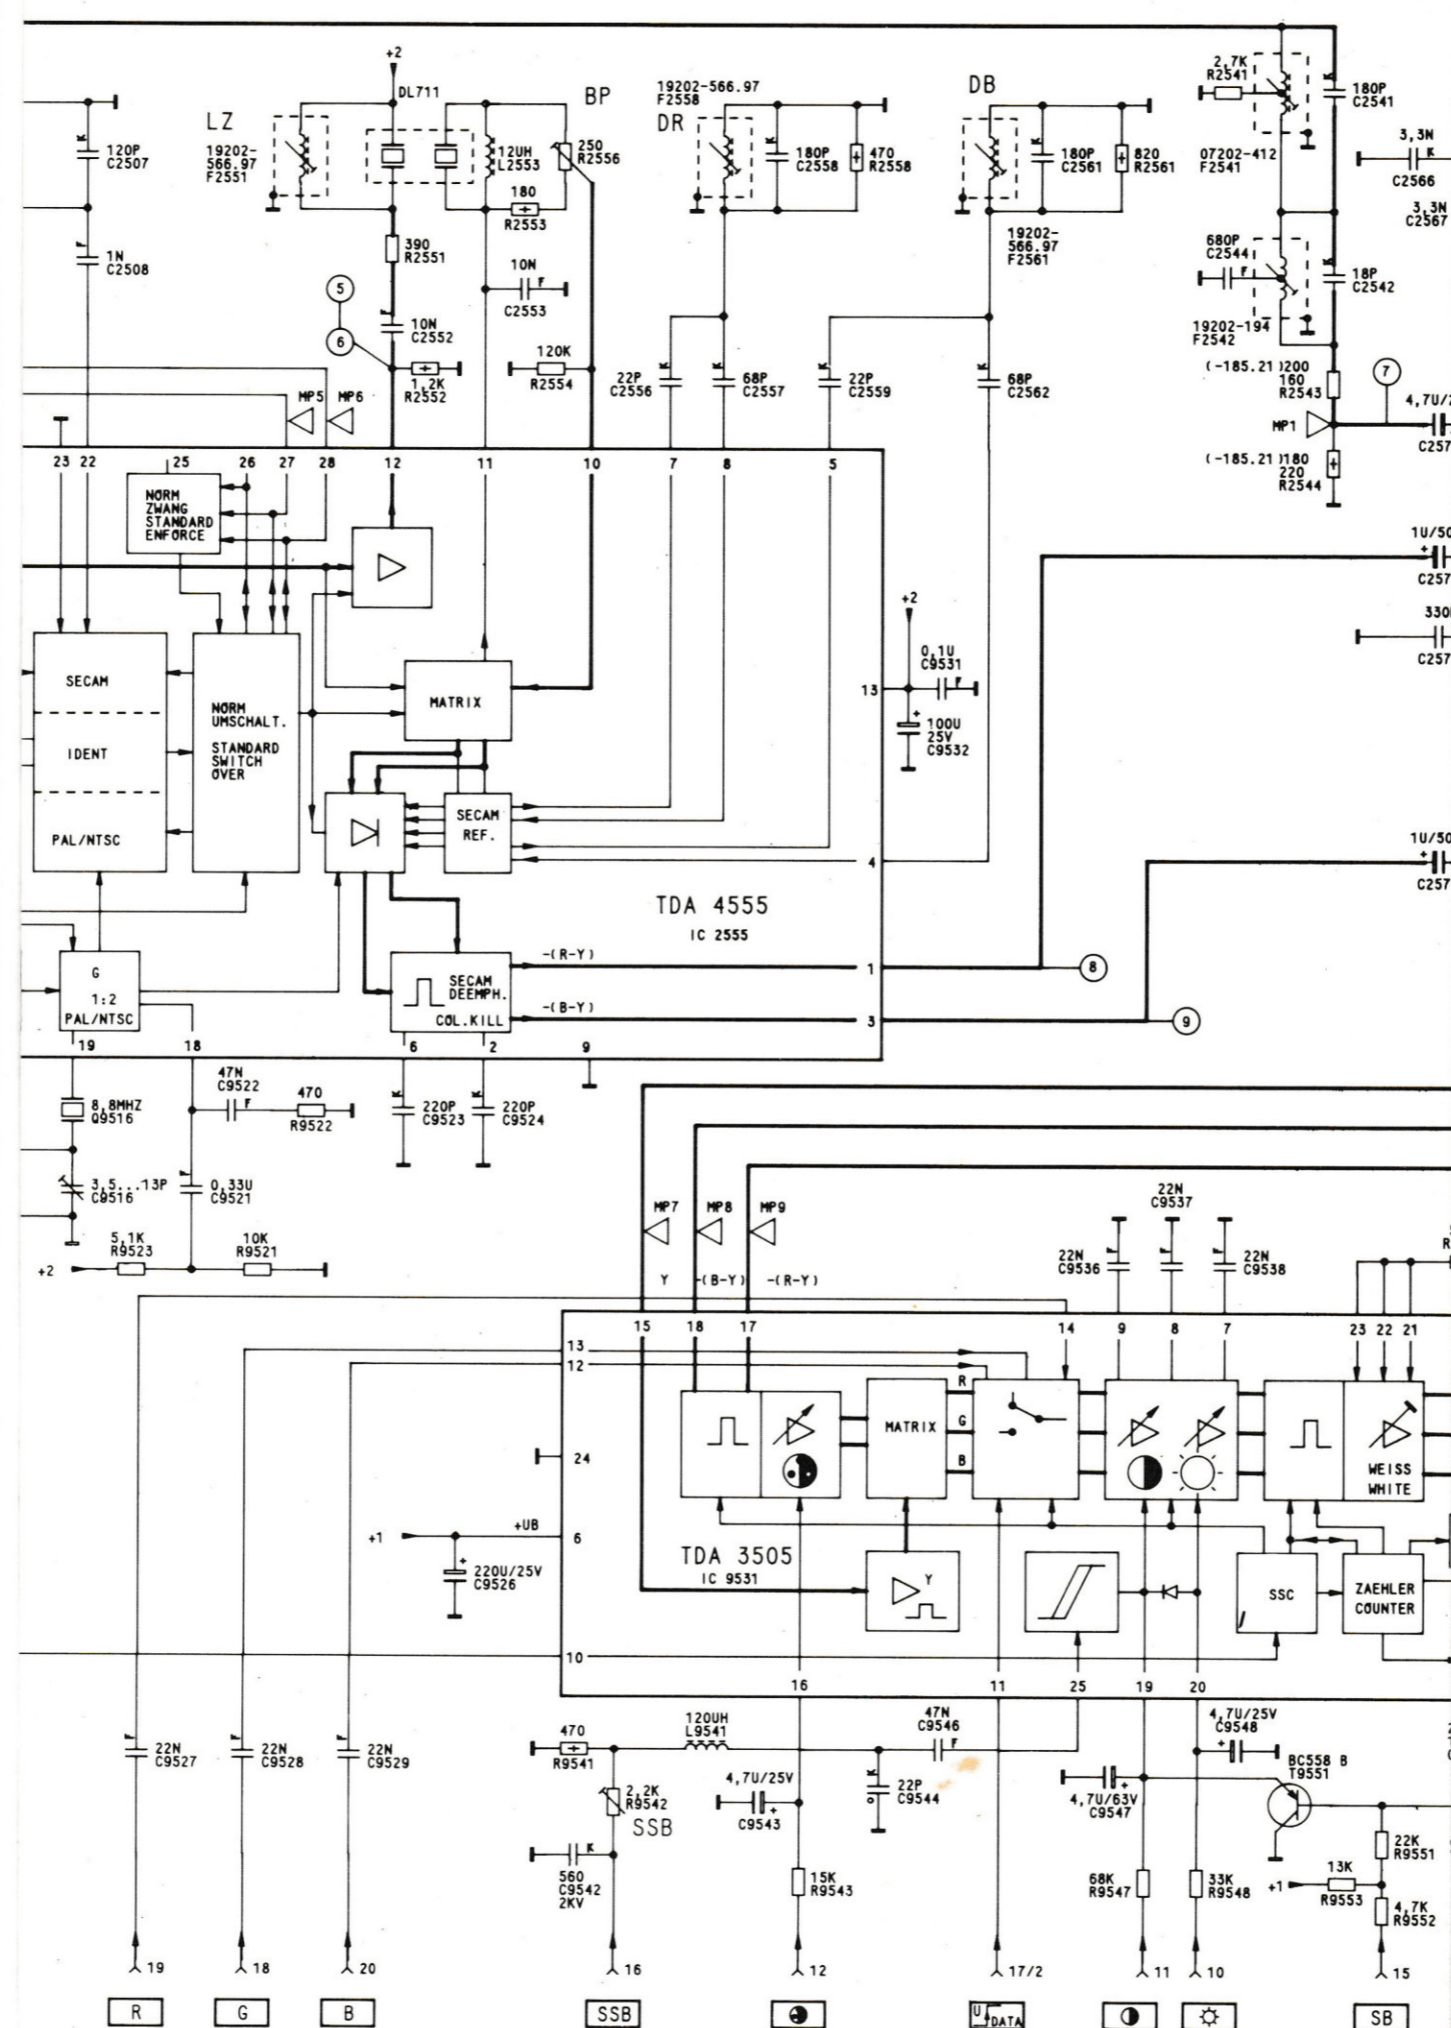 +2
DL711
LZ
19202-
566.97
F2551
120P
C2507
1N
C2508
12UH
L2553
BP
250
R2556
180
R2553
390
R2551
10N
C2553
10N
C2552
5
6
1,2K
R2552
120K
R2554
19202-566.97
F2558
DR
180P
C2558
470
R2558
DB
180P
C2561
820
R2561
19202-
566.97
F2561
22P
C2556
68P
C2557
22P
C2559
68P
C2562
2,7K
R2541
180P
C2541
07202-412
F2541
3,3N
C2566
3,3N
C2567
680P
C2544
18P
C2542
19202-194
F2542
(-185.21)200
160
R2543
7
4,7U/2
C257
MP1
(-185.21)180
220
R2544
1U/50
C257
330
C257
1U/50
C257
MP5
MP6
23 22 25 26 27 28 12 11 10 7 8 5
NORM
ZWANG
STANDARD
ENFORCE
SECAM
IDENT
PAL/NTSC
NORM
UMSCHALT.
STANDARD
SWITCH
OVER
MATRIX
SECAM
REF.
+2
13
0,1U
C9531
100U
25V
C9532
4
TDA 4555
IC 2555
G
1:2
PAL/NTSC
SECAM
DEEMPH.
COL.KILL
-(R-Y)
1
8
-(B-Y)
3
9
19 18 6 2 9
8,8MHZ
Q9516
47N
C9522
470
R9522
220P
C9523
220P
C9524
3,5...13P
C9516
0,33U
C9521
5,1K
R9523
10K
R9521
+2
MP7
MP8
MP9
Y
-(B-Y)
-(R-Y)
22N
C9536
22N
C9537
22N
C9538
R
15 18 17 14 9 8 7 23 22 21
13
12
R
G
B
MATRIX
WEISS
WHITE
24
+1
+UB
6
220U/25V
C9526
TDA 3505
IC 9531
Y
SSC
ZAEHLER
COUNTER
10
16 11 25 19 20
22N
C9527
22N
C9528
22N
C9529
470
R9541
120UH
L9541
47N
C9546
2,2K
R9542
SSB
4,7U/25V
C9543
22P
C9544
560
C9542
2KV
15K
R9543
4,7U/25V
C9548
4,7U/63V
C9547
BC558 B
T9551
68K
R9547
33K
R9548
22K
R9551
13K
R9553
+1
4,7K
R9552
19 18 20 16 12 17/2 11 10 15
R G B SSB U DATA SB